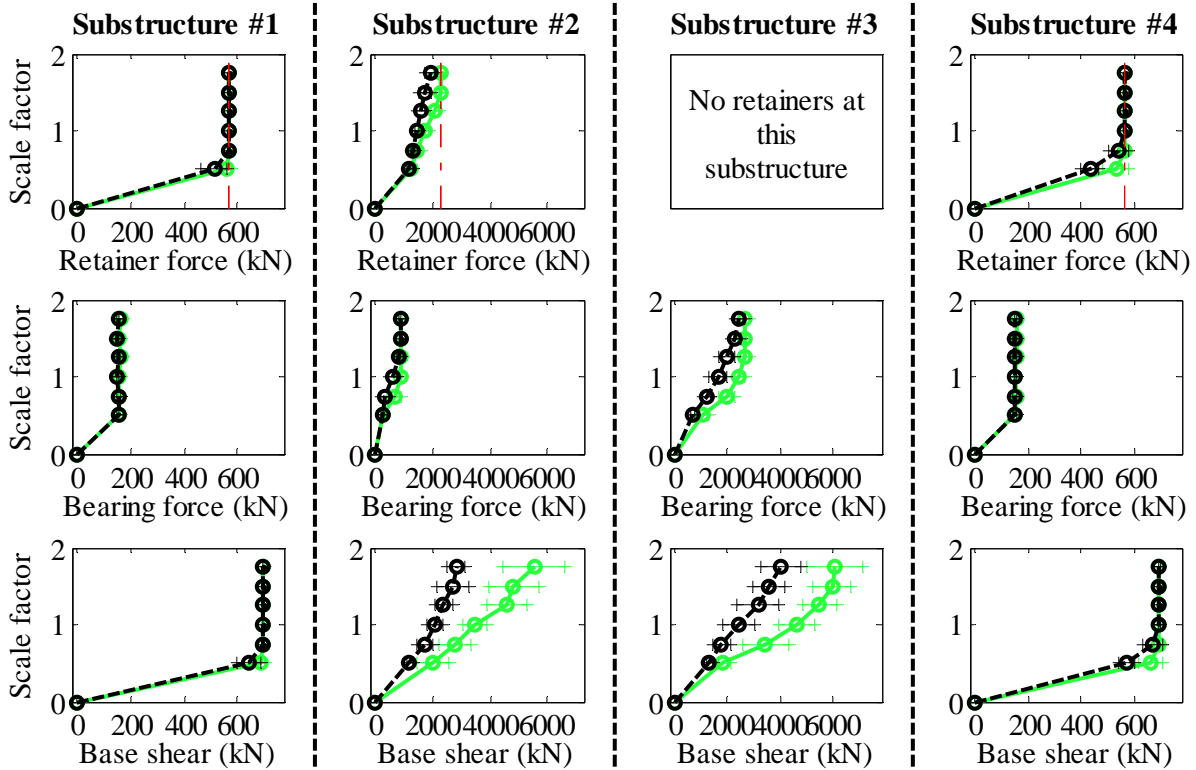 Substructure #1 Substructure #2 Substructure #3 Substructure #4
Scale factor
2
1
0
0 200 400 600
Retainer force (kN)
2
1
0
0 2000 4000 6000
Retainer force (kN)
No retainers at
this
substructure
2
1
0
0 200 400 600
Retainer force (kN)
Scale factor
2
1
0
0 200 400 600
Bearing force (kN)
2
1
0
0 2000 4000 6000
Bearing force (kN)
2
1
0
0 2000 4000 6000
Bearing force (kN)
2
1
0
0 200 400 600
Bearing force (kN)
Scale factor
2
1
0
0 200 400 600
Base shear (kN)
2
1
0
0 2000 4000 6000
Base shear (kN)
2
1
0
0 2000 4000 6000
Base shear (kN)
2
1
0
0 200 400 600
Base shear (kN)